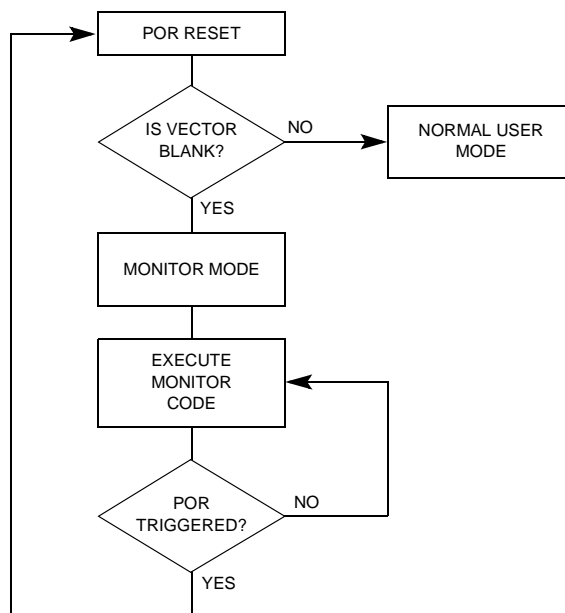 POR RESET
IS VECTOR
BLANK?
NO
NORMAL USER
MODE
YES
MONITOR MODE
EXECUTE
MONITOR
CODE
POR
TRIGGERED?
NO
YES